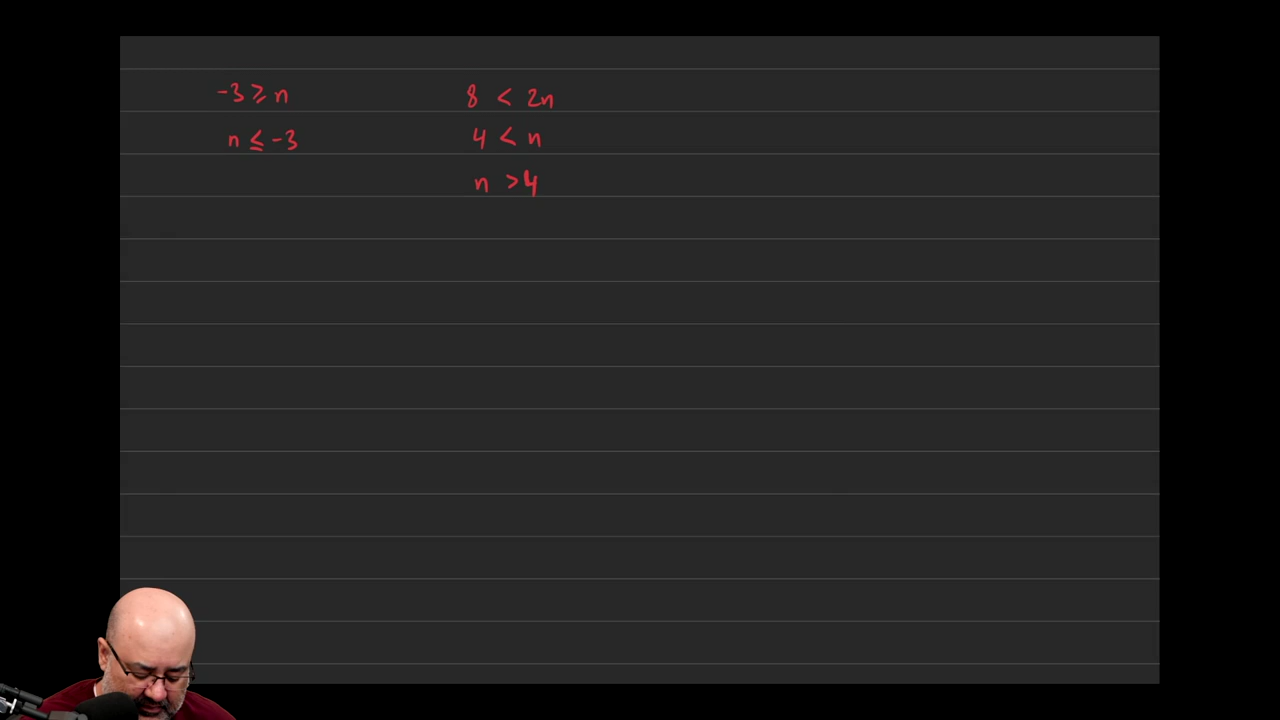 -3 ≥ n
n ≤ -3
8 < 2n
4 < n
n > 4